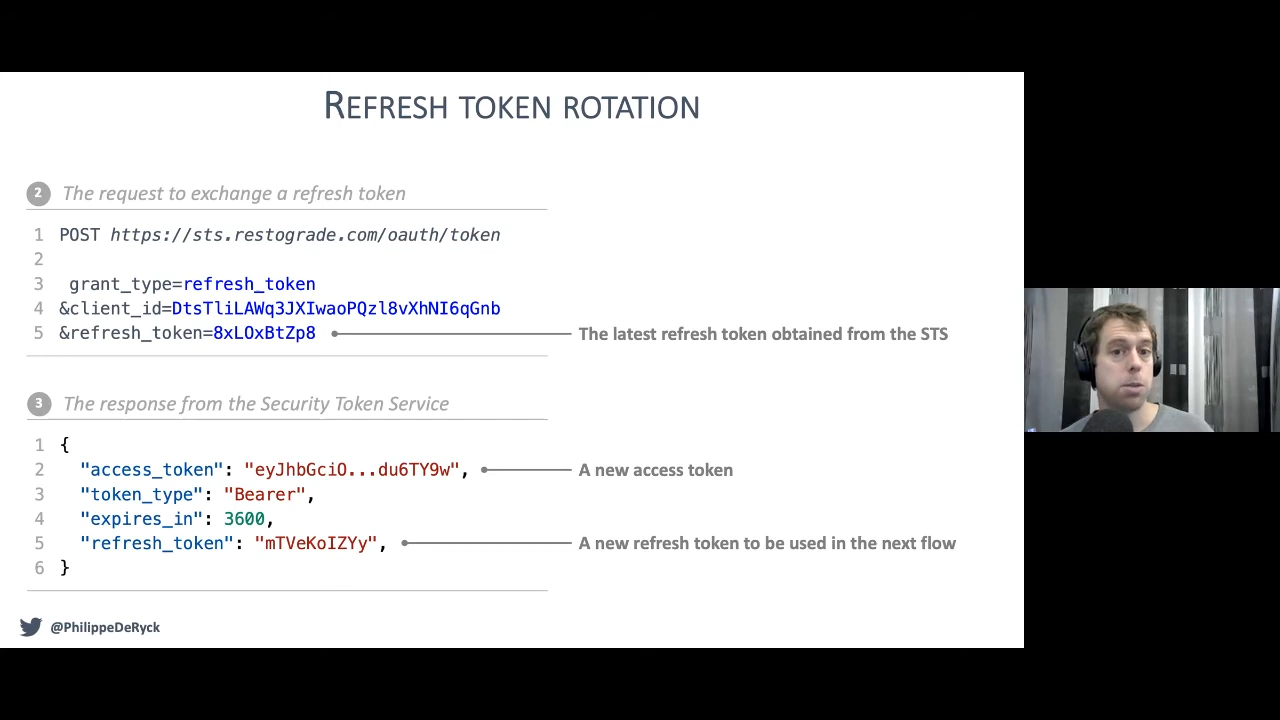 REFRESH TOKEN ROTATION
2 The request to exchange a refresh token
1 POST https://sts.restograde.com/oauth/token
2
3 grant_type=refresh_token
4 &client_id=DtsTliLAWq3JXIwaoPQzl8vXhNI6qGnb
5 &refresh_token=8xLOxBtZp8 The latest refresh token obtained from the STS
3 The response from the Security Token Service
1 {
2 "access_token": "eyJhbGciO...du6TY9w", A new access token
3 "token_type": "Bearer",
4 "expires_in": 3600,
5 "refresh_token": "mTVeKoIZYy", A new refresh token to be used in the next flow
6 }
@PhilippeDeRyck